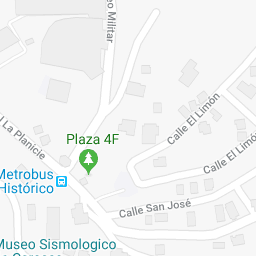 o Militar
La Planicie
Plaza 4F
Calle El Limón
Calle El Limón
Metrobus
Histórico
Calle San José
Museo Sismologico